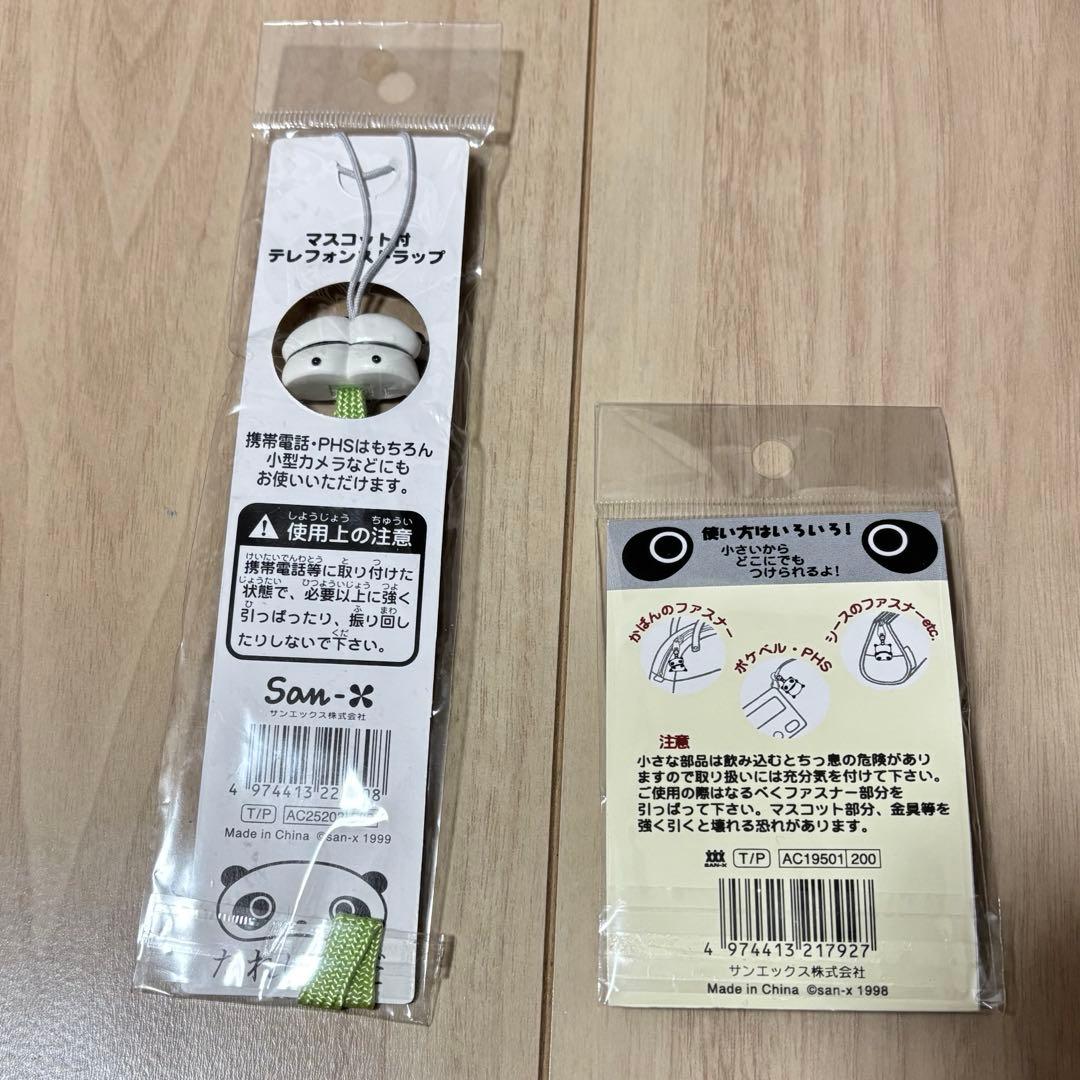 マスコット付
テレフォンストラップ
携帯電話・PHSはもちろん
小型カメラなどにも
お使いいただけます。
しようじょう ちゅうい
使用上の注意
けいたいでんわとう と つ
携帯電話等に取り付けた
じょうたい ひつよういじょう つよ
状態で、必要以上に強く
ひ ふ まわ
引っぱったり、振り回し
くだ
たりしないで下さい。
San-X
サンエックス株式会社
4 974413
T/P
Made in China ©san-x 1999
使い方はいろいろ!
小さいから
どこにでも
つけられるよ!
かばんのファスナー
ポケベル・PHS
シースのファスナーetc.
注意
小さな部品は飲み込むとちっ息の危険があり
ますので取り扱いには充分気を付けて下さい。
ご使用の際はなるべくファスナー部分を
引っぱって下さい。マスコット部分、金具等を
強く引くと壊れる恐れがあります。
SAN-X T/P AC19501 200
4 974413 217927
サンエックス株式会社
Made in China ©san-x 1998